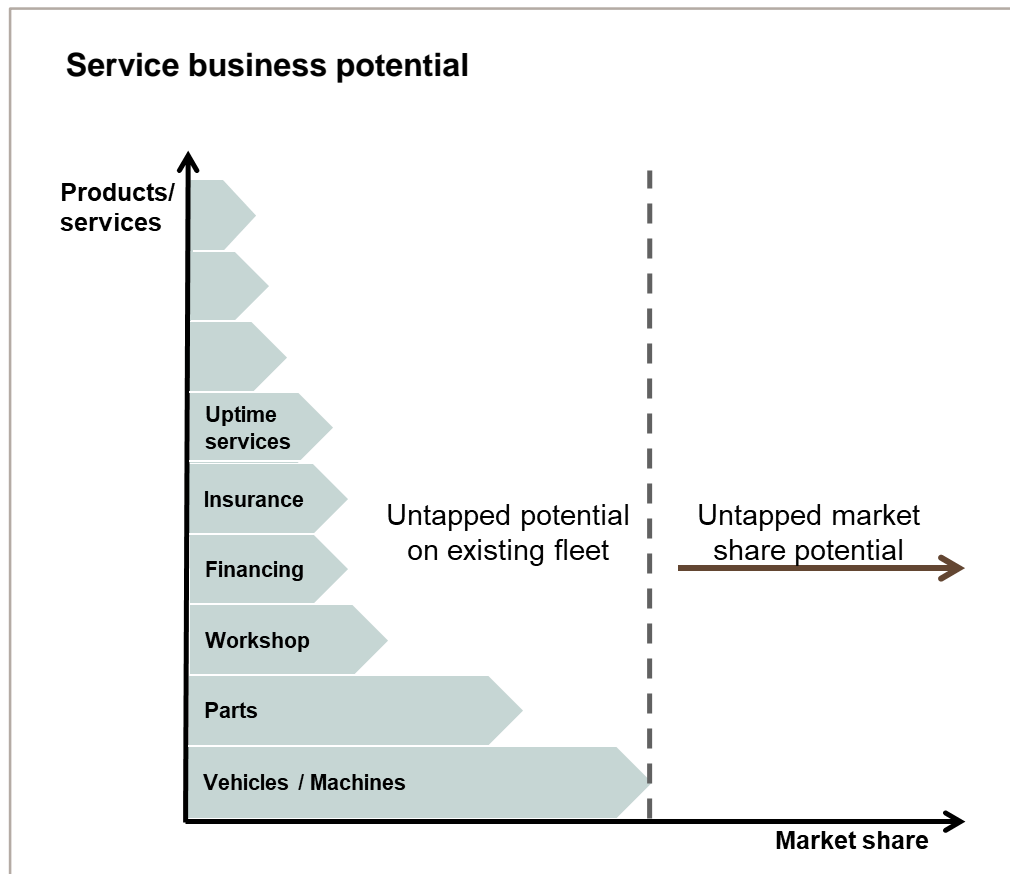 Service business potential
Products/
services
Uptime
services
Insurance
Financing
Workshop
Parts
Vehicles / Machines
Untapped potential
on existing fleet
Untapped market
share potential
Market share